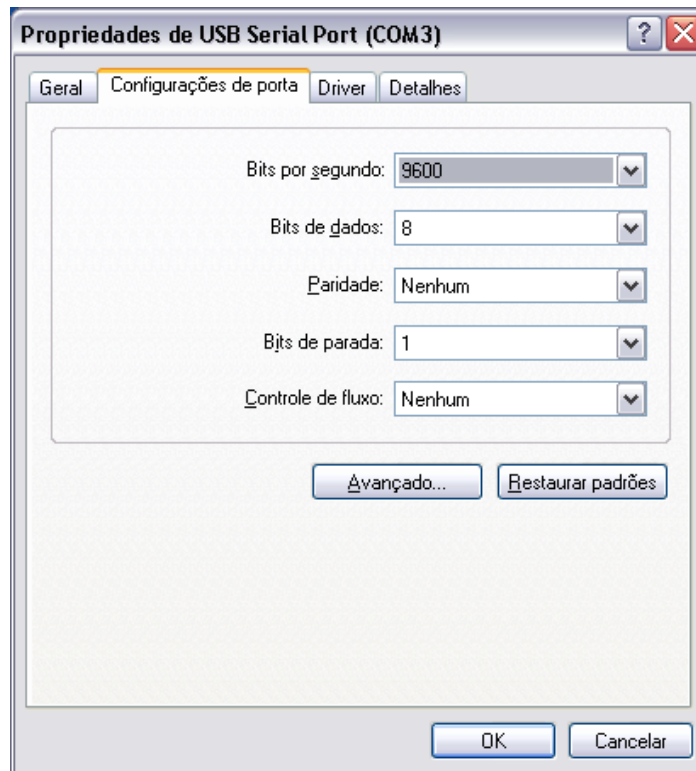 Propriedades de USB Serial Port (COM3)
?
Geral Configurações de porta Driver Detalhes
Bits por segundo: 9600
Bits de dados: 8
Paridade: Nenhum
Bits de parada: 1
Controle de fluxo: Nenhum
Avançado... Restaurar padrões
OK Cancelar